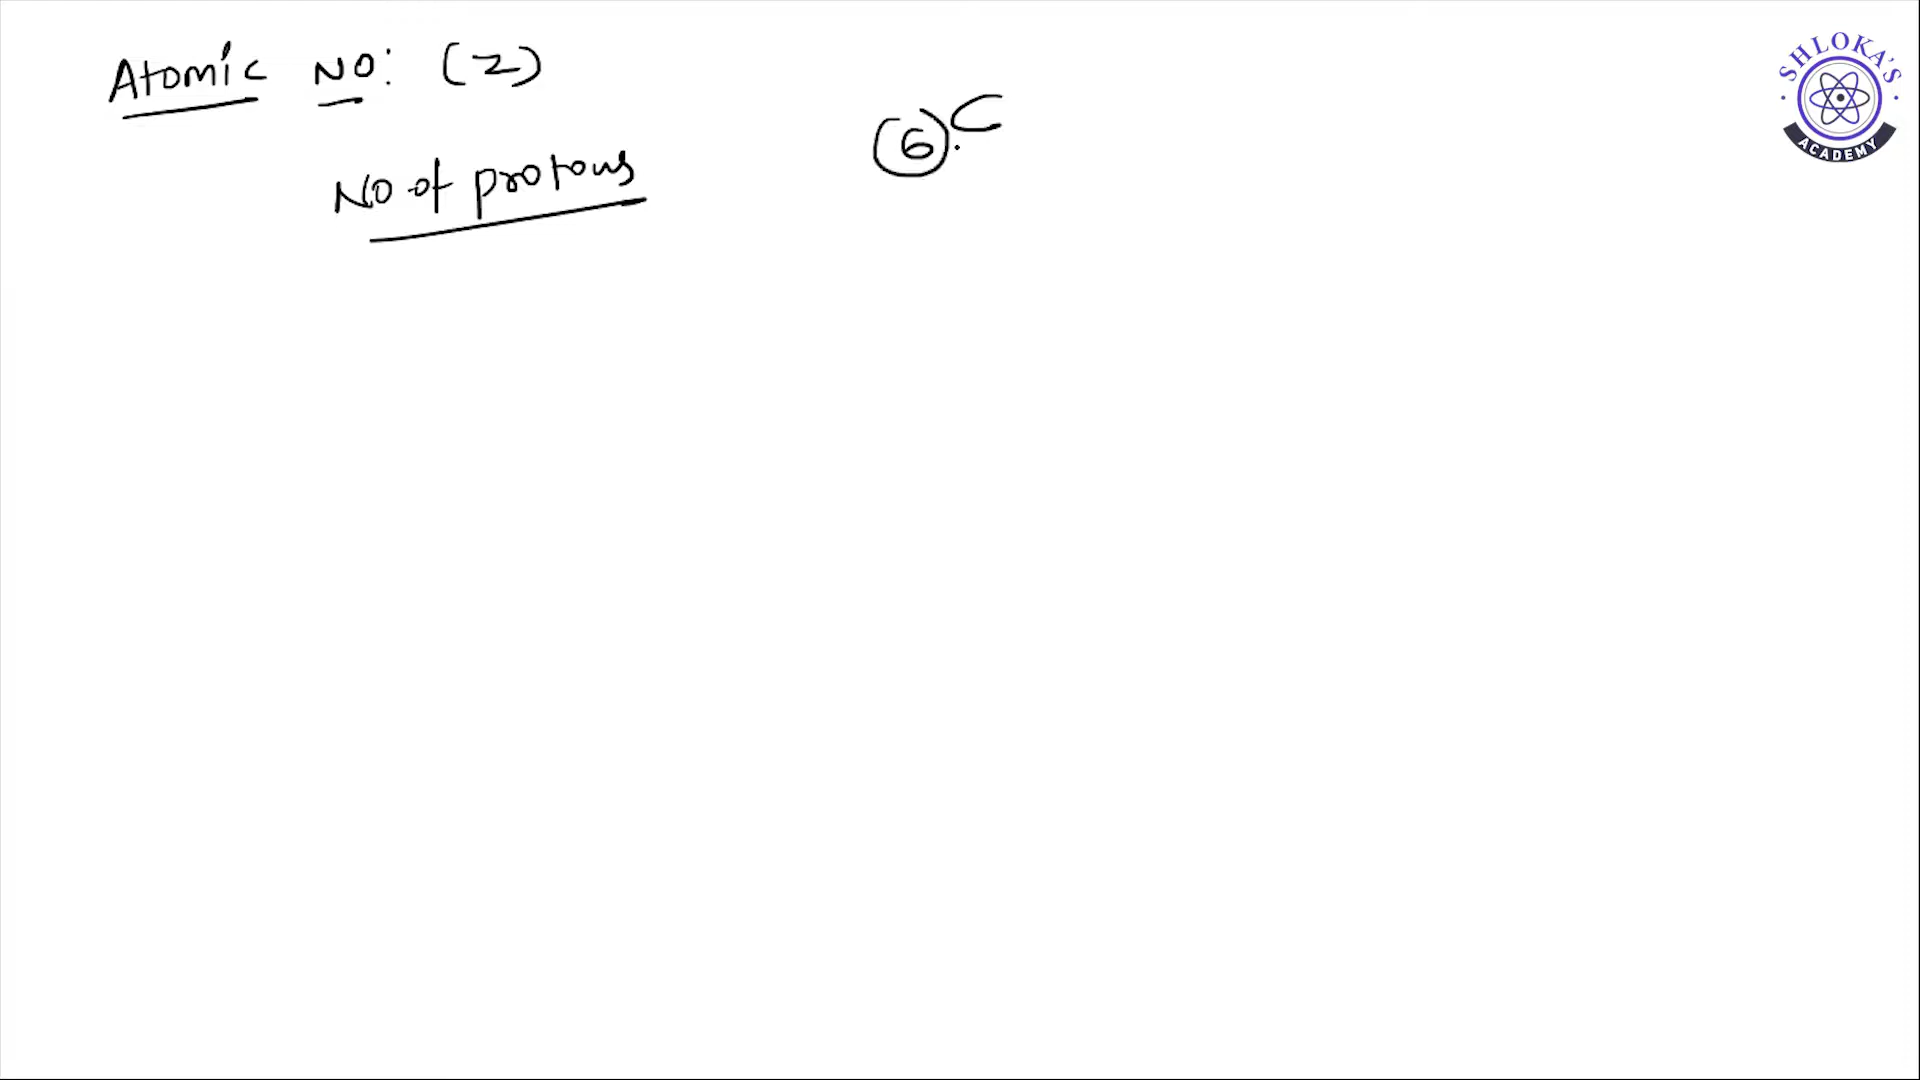 Atomic NO: (Z)
NO of protons
6 C
SHLOKA'S
ACADEMY